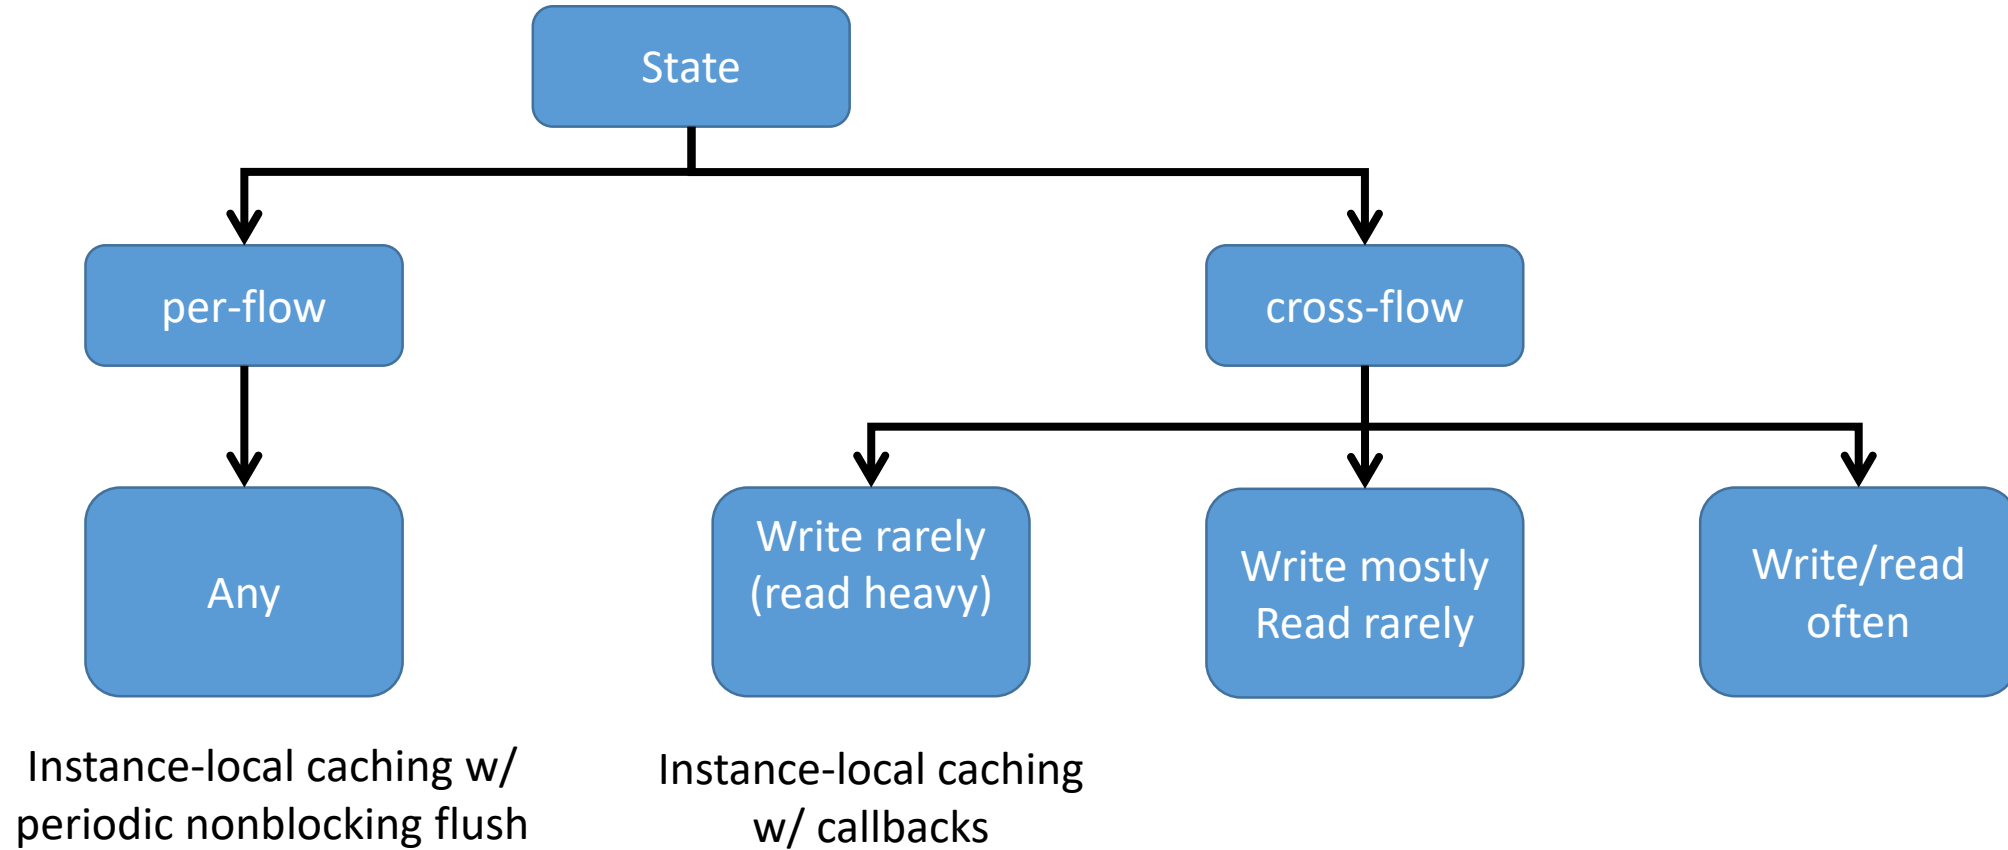 State
per-flow
cross-flow
Any
Write rarely
(read heavy)
Write mostly
Read rarely
Write/read
often
Instance-local caching w/
periodic nonblocking flush
Instance-local caching
w/ callbacks